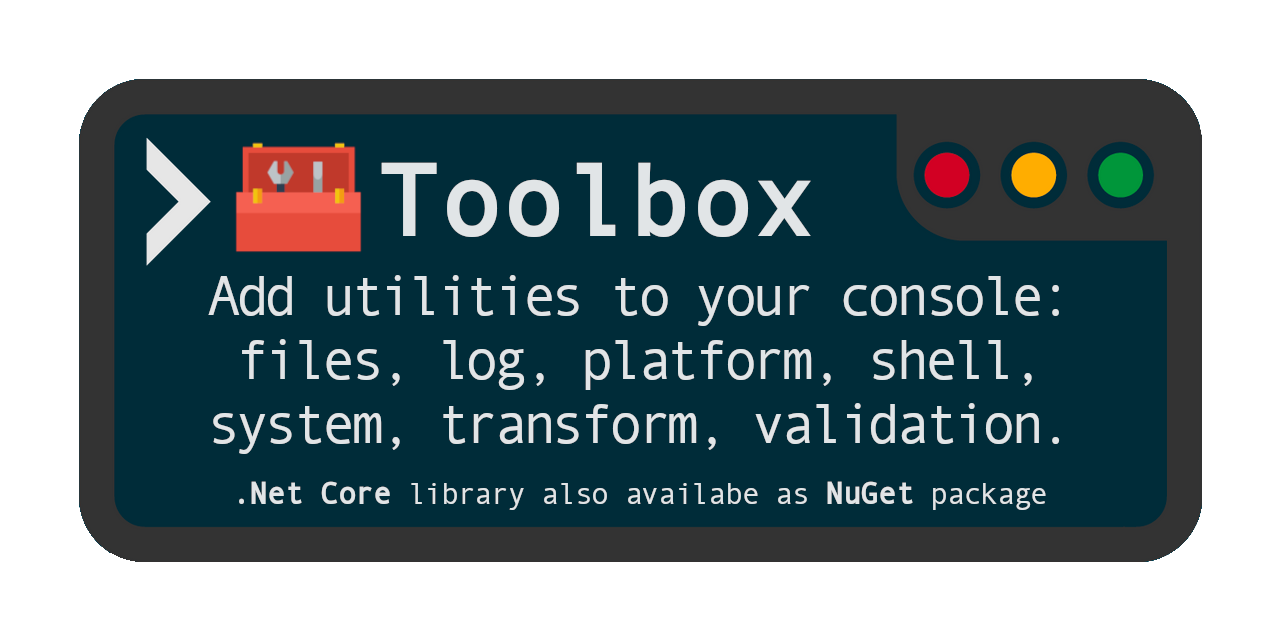 Toolbox
Add utilities to your console:
files, log, platform, shell,
system, transform, validation.
.Net Core library also availabe as NuGet package